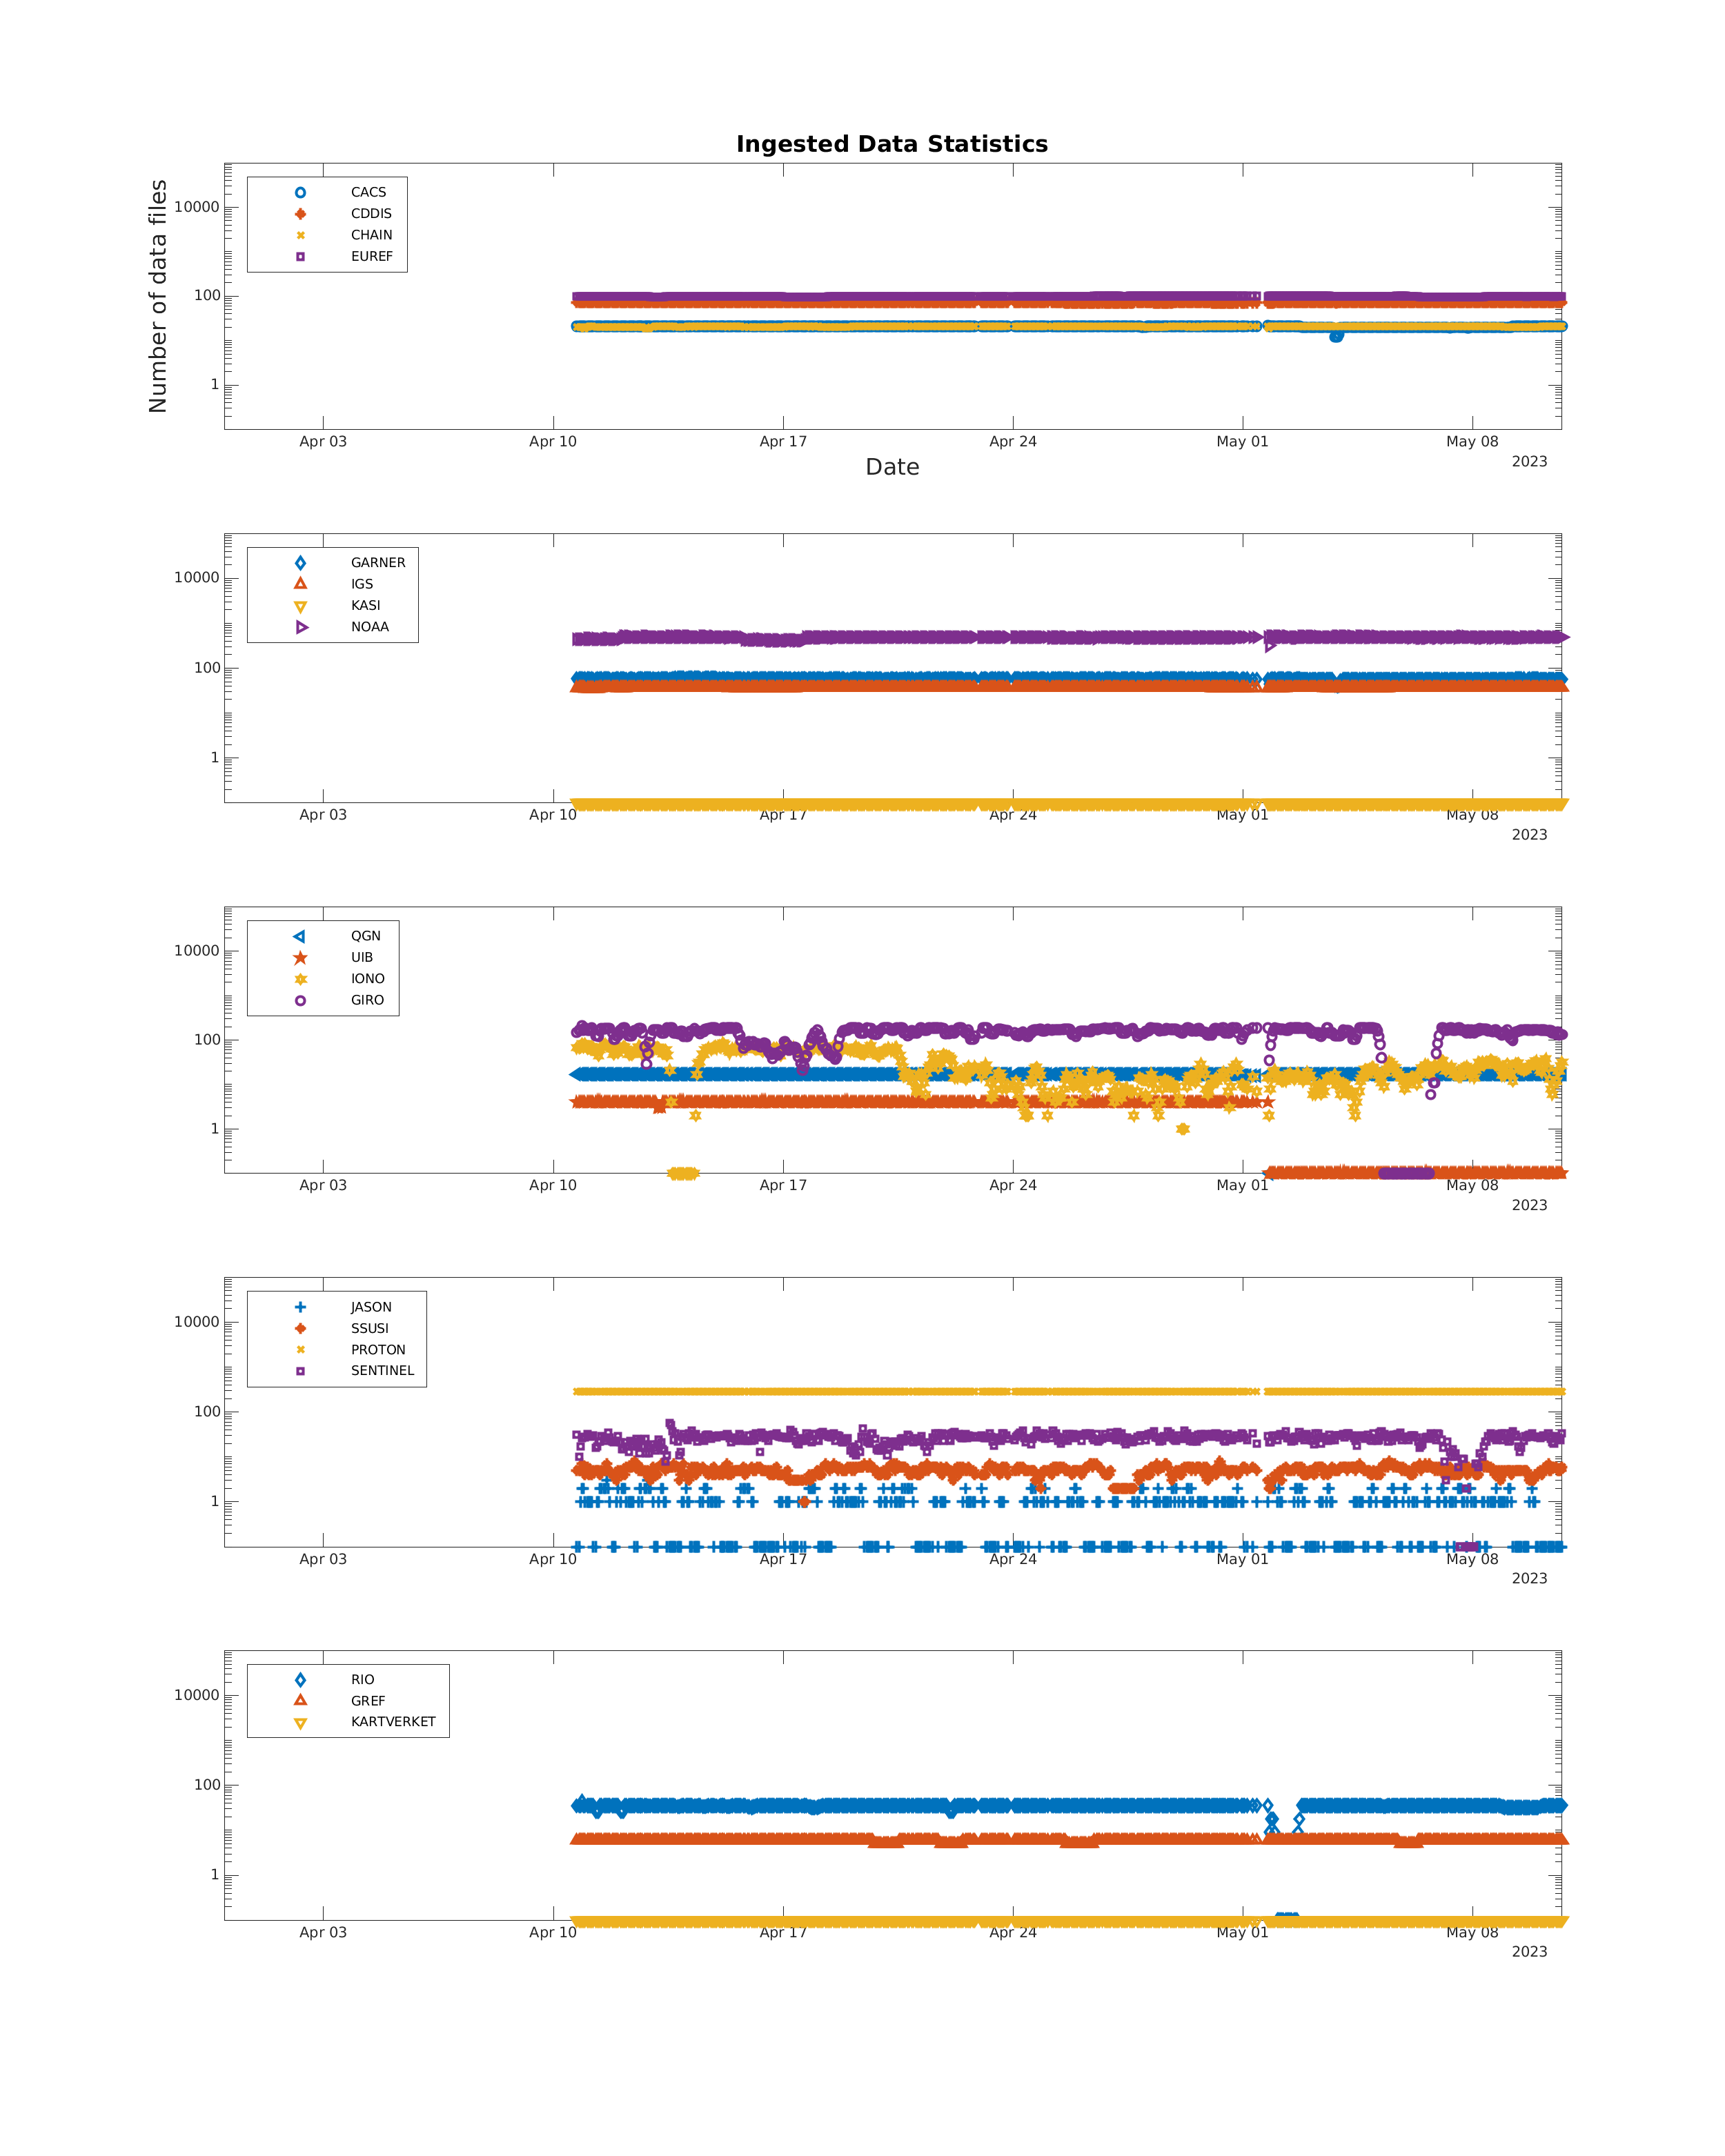 Ingested Data Statistics
Number of data files
CACS
CDDIS
CHAIN
EUREF
10000
100
1
Apr 03 Apr 10 Apr 17 Apr 24 May 01 May 08
2023
Date
GARNER
IGS
KASI
NOAA
10000
100
1
Apr 03 Apr 10 Apr 17 Apr 24 May 01 May 08
2023
QGN
UIB
IONO
GIRO
10000
100
1
Apr 03 Apr 10 Apr 17 Apr 24 May 01 May 08
2023
JASON
SSUSI
PROTON
SENTINEL
10000
100
1
Apr 03 Apr 10 Apr 17 Apr 24 May 01 May 08
2023
RIO
GREF
KARTVERKET
10000
100
1
Apr 03 Apr 10 Apr 17 Apr 24 May 01 May 08
2023